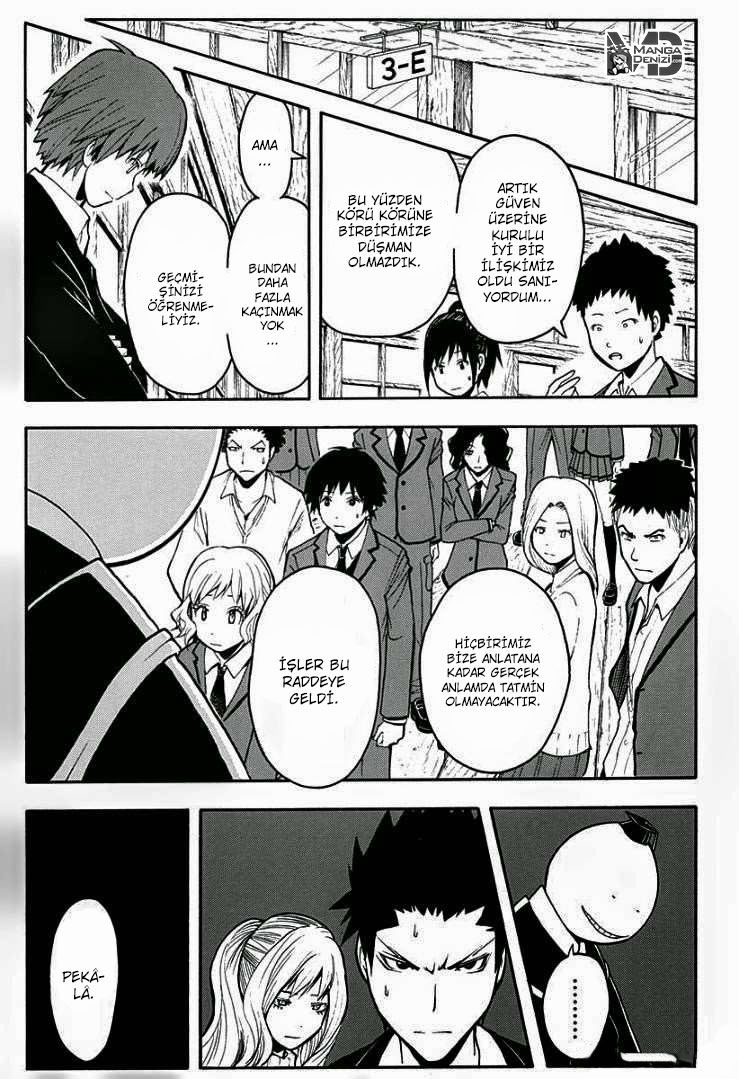 MANGA
DENİZİ.com
3-E
ARTIK
GÜVEN
ÜZERİNE
KURULU
İYİ BİR
İLİŞKİMİZ
OLDU SANI-
YORDUM...
BU YÜZDEN
KÖRÜ KÖRÜNE
BİRBİRİMİZE
DÜŞMAN
OLMAZDIK.
AMA
...
BUNDAN
DAHA
FAZLA
KAÇINMAK
YOK
...
GEÇMİ-
ŞİNİZİ
ÖĞRENME-
LİYİZ.
HİÇBİRİMİZ
BİZE ANLATANA
KADAR GERÇEK
ANLAMDA TATMİN
OLMAYACAKTIR.
İŞLER BU
RADDEYE
GELDİ.
.........
PEKÂ-
LÂ.